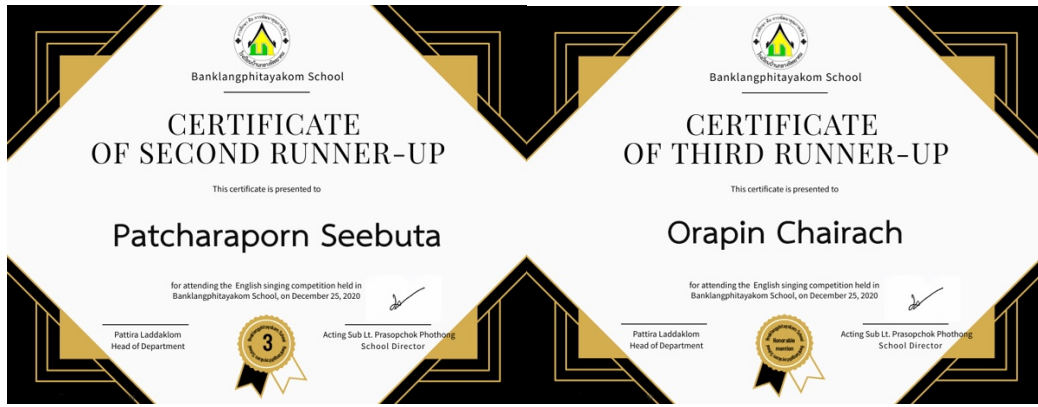 Banklangphitayakom School
CERTIFICATE
OF SECOND RUNNER-UP
This certificate is presented to
Patcharaporn Seebuta
for attending the English singing competition held in
Banklangphitayakom School, on December 25, 2020
Pattira Laddaklom
Head of Department
3
Acting Sub Lt. Prasopchok Phothong
School Director
Banklangphitayakom School
CERTIFICATE
OF THIRD RUNNER-UP
This certificate is presented to
Orapin Chairach
for attending the English singing competition held in
Banklangphitayakom School, on December 25, 2020
Pattira Laddaklom
Head of Department
Honorable
mention
Acting Sub Lt. Prasopchok Phothong
School Director